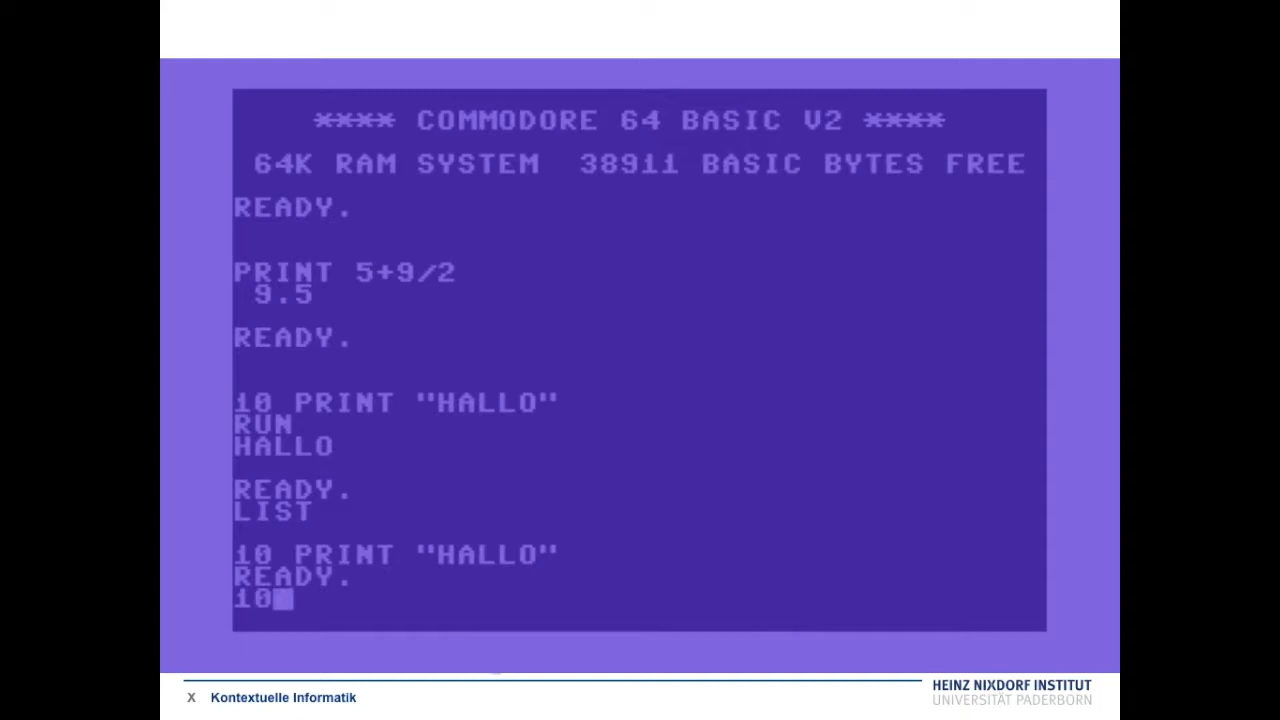 **** COMMODORE 64 BASIC V2 ****
64K RAM SYSTEM  38911 BASIC BYTES FREE
READY.
PRINT 5+9/2
9.5
READY.
10 PRINT "HALLO"
RUN
HALLO
READY.
LIST
10 PRINT "HALLO"
READY.
10
X Kontextuelle Informatik
HEINZ NIXDORF INSTITUT
UNIVERSITÄT PADERBORN